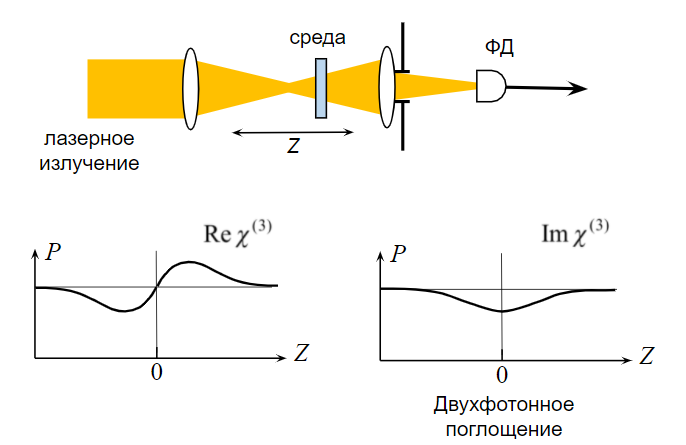 среда
ФД
лазерное
излучение
Z
Re χ⁽³⁾
P
Z
0
Im χ⁽³⁾
P
Z
0
Двухфотонное
поглощение